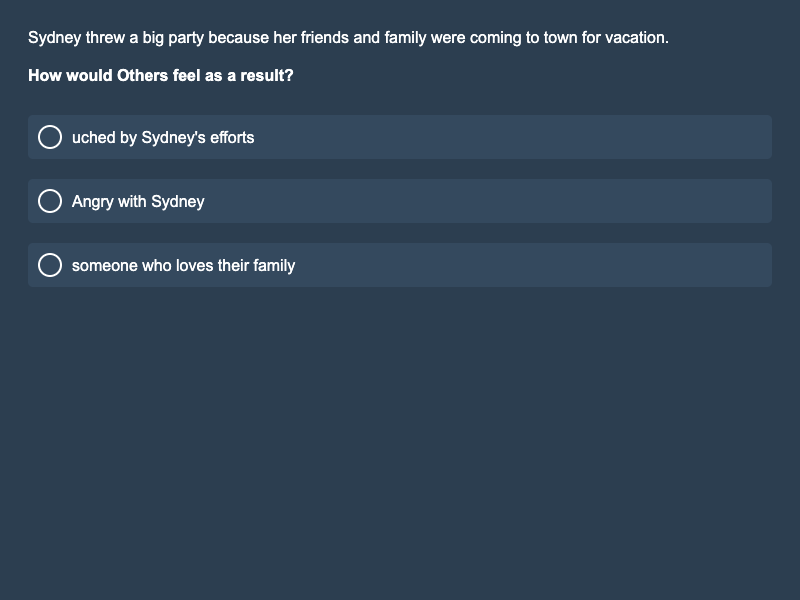 Sydney threw a big party because her friends and family were coming to town for vacation.
How would Others feel as a result?
uched by Sydney's efforts
Angry with Sydney
someone who loves their family